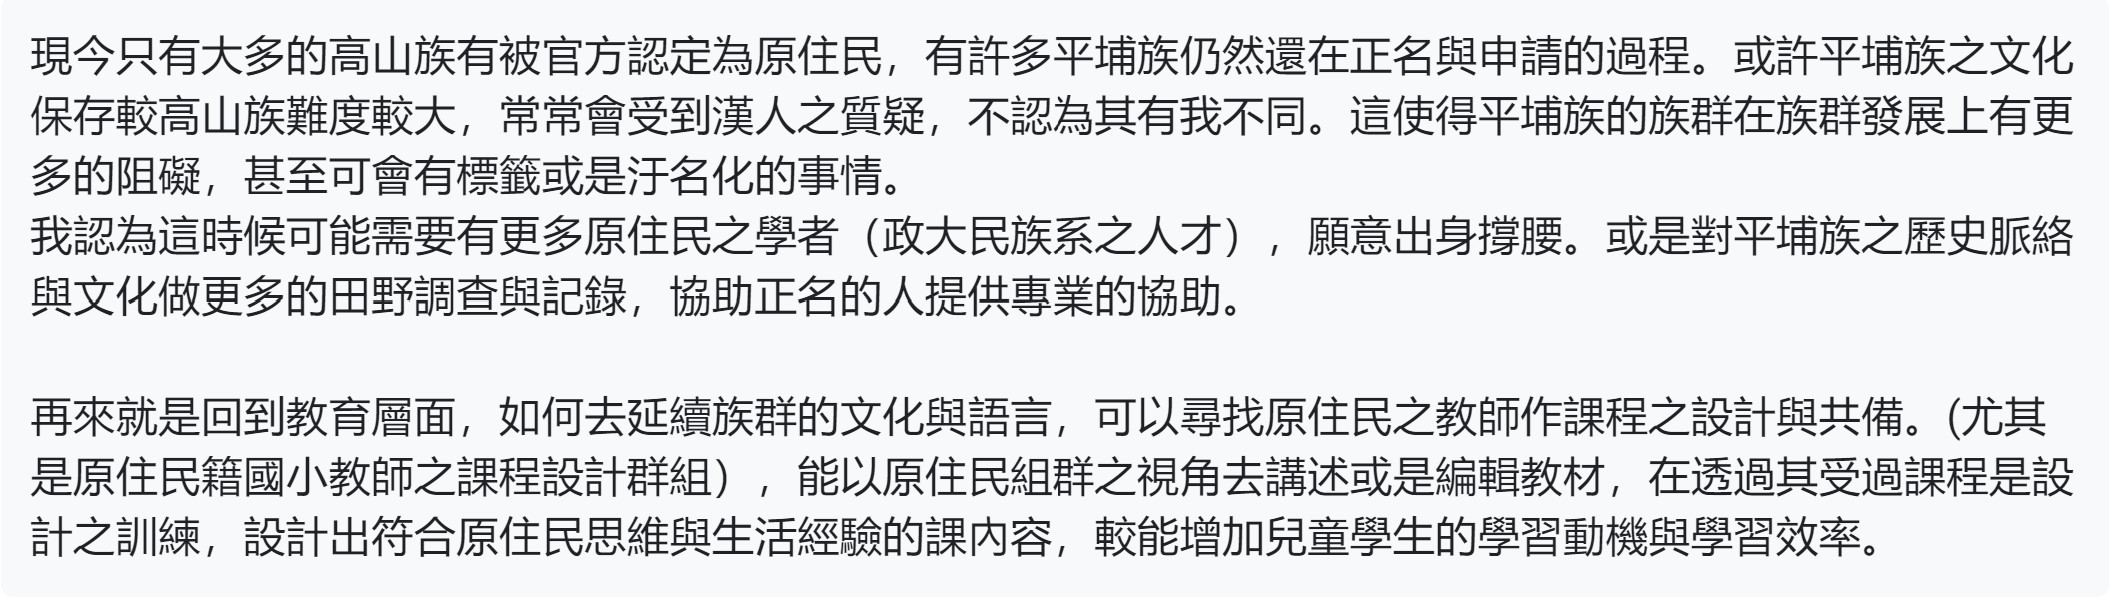 現今只有大多的高山族有被官方認定為原住民，有許多平埔族仍然還在正名與申請的過程。或許平埔族之文化
保存較高山族難度較大，常常會受到漢人之質疑，不認為其有我不同。這使得平埔族的族群在族群發展上有更
多的阻礙，甚至可會有標籤或是汙名化的事情。
我認為這時候可能需要有更多原住民之學者（政大民族系之人才），願意出身撐腰。或是對平埔族之歷史脈絡
與文化做更多的田野調查與記錄，協助正名的人提供專業的協助。
再來就是回到教育層面，如何去延續族群的文化與語言，可以尋找原住民之教師作課程之設計與共備。(尤其
是原住民籍國小教師之課程設計群組），能以原住民組群之視角去講述或是編輯教材，在透過其受過課程是設
計之訓練，設計出符合原住民思維與生活經驗的課內容，較能增加兒童學生的學習動機與學習效率。